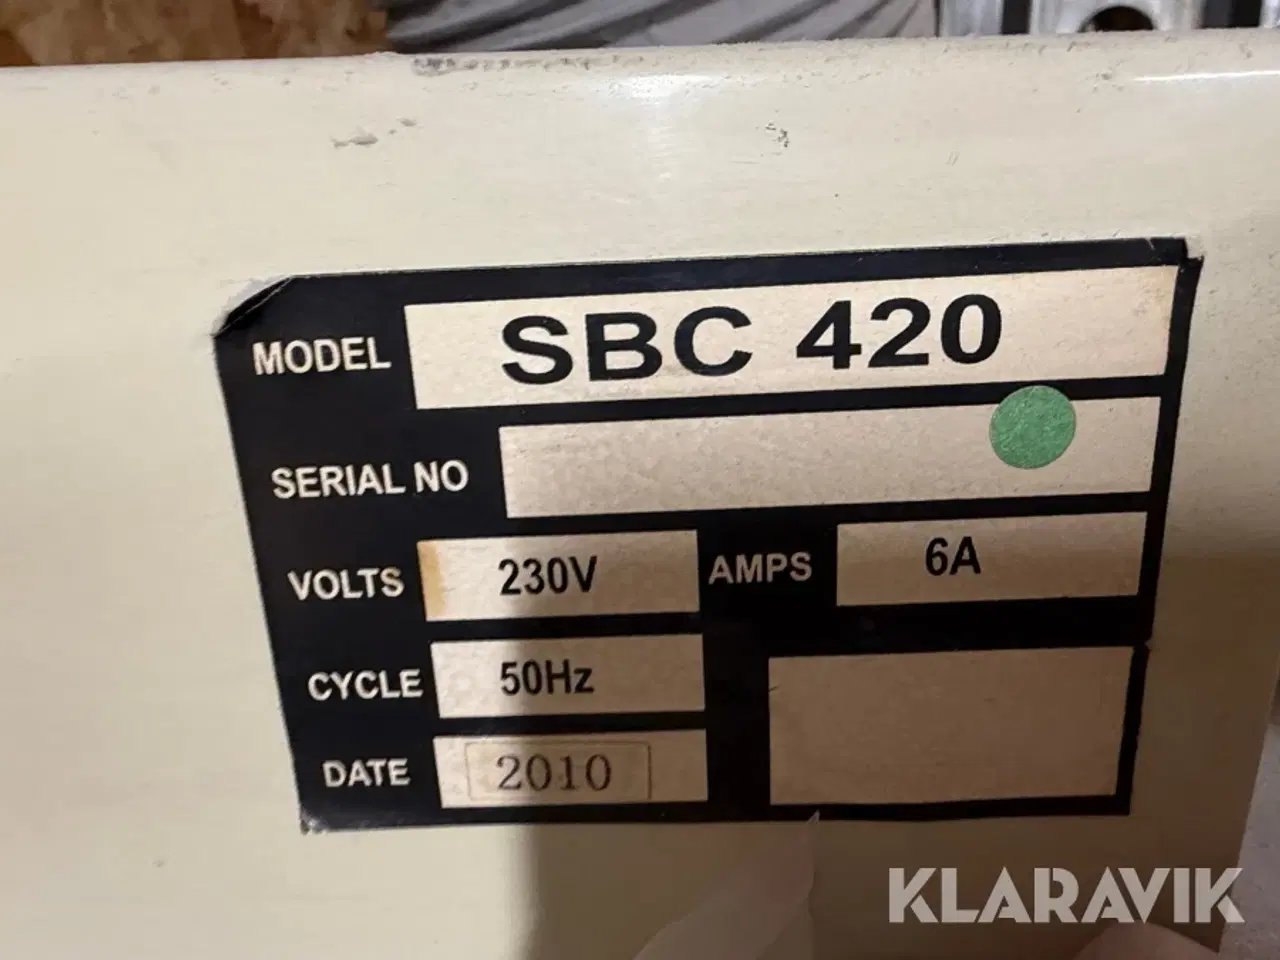 MODEL SBC 420
SERIAL NO
VOLTS 230V AMPS 6A
CYCLE 50Hz
DATE 2010
KLARAVIK